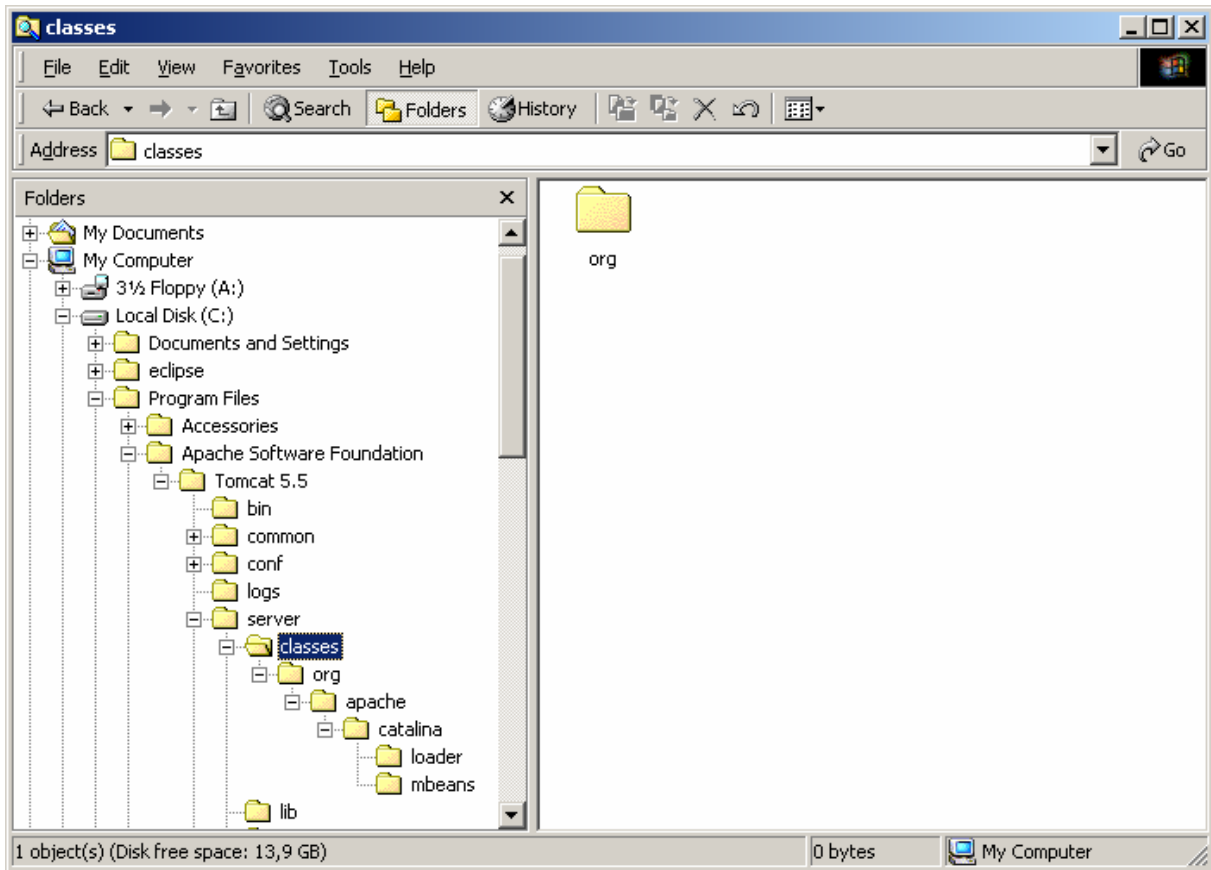 classes
File Edit View Favorites Tools Help
Back Search Folders History
Address classes Go
Folders
My Documents
My Computer
3½ Floppy (A:)
Local Disk (C:)
Documents and Settings
eclipse
Program Files
Accessories
Apache Software Foundation
Tomcat 5.5
bin
common
conf
logs
server
classes
org
apache
catalina
loader
mbeans
lib
org
1 object(s) (Disk free space: 13,9 GB) 0 bytes My Computer